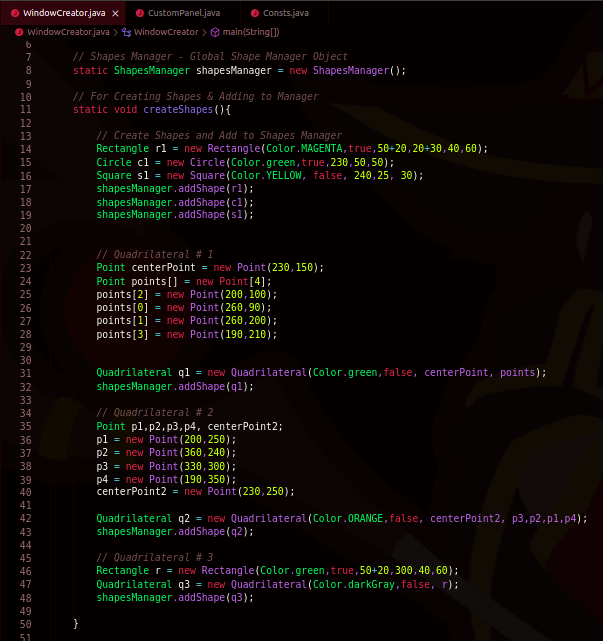 WindowCreator.java × CustomPanel.java Consts.java
WindowCreator.java > WindowCreator > main(String[])
6
7 // Shapes Manager - Global Shape Manager Object
8 static ShapesManager shapesManager = new ShapesManager();
9
10 // For Creating Shapes & Adding to Manager
11 static void createShapes(){
12
13 // Create Shapes and Add to Shapes Manager
14 Rectangle r1 = new Rectangle(Color.MAGENTA,true,50+20,20+30,40,60);
15 Circle c1 = new Circle(Color.green,true,230,50,50);
16 Square s1 = new Square(Color.YELLOW, false, 240,25, 30);
17 shapesManager.addShape(r1);
18 shapesManager.addShape(c1);
19 shapesManager.addShape(s1);
20
21
22 // Quadrilateral # 1
23 Point centerPoint = new Point(230,150);
24 Point points[] = new Point[4];
25 points[2] = new Point(200,100);
26 points[0] = new Point(260,90);
27 points[1] = new Point(260,200);
28 points[3] = new Point(190,210);
29
30
31 Quadrilateral q1 = new Quadrilateral(Color.green,false, centerPoint, points);
32 shapesManager.addShape(q1);
33
34 // Quadrilateral # 2
35 Point p1,p2,p3,p4, centerPoint2;
36 p1 = new Point(200,250);
37 p2 = new Point(360,240);
38 p3 = new Point(330,300);
39 p4 = new Point(190,350);
40 centerPoint2 = new Point(230,250);
41
42 Quadrilateral q2 = new Quadrilateral(Color.ORANGE,false, centerPoint2, p3,p2,p1,p4);
43 shapesManager.addShape(q2);
44
45 // Quadrilateral # 3
46 Rectangle r = new Rectangle(Color.green,true,50+20,300,40,60);
47 Quadrilateral q3 = new Quadrilateral(Color.darkGray,false, r);
48 shapesManager.addShape(q3);
49
50 }
51